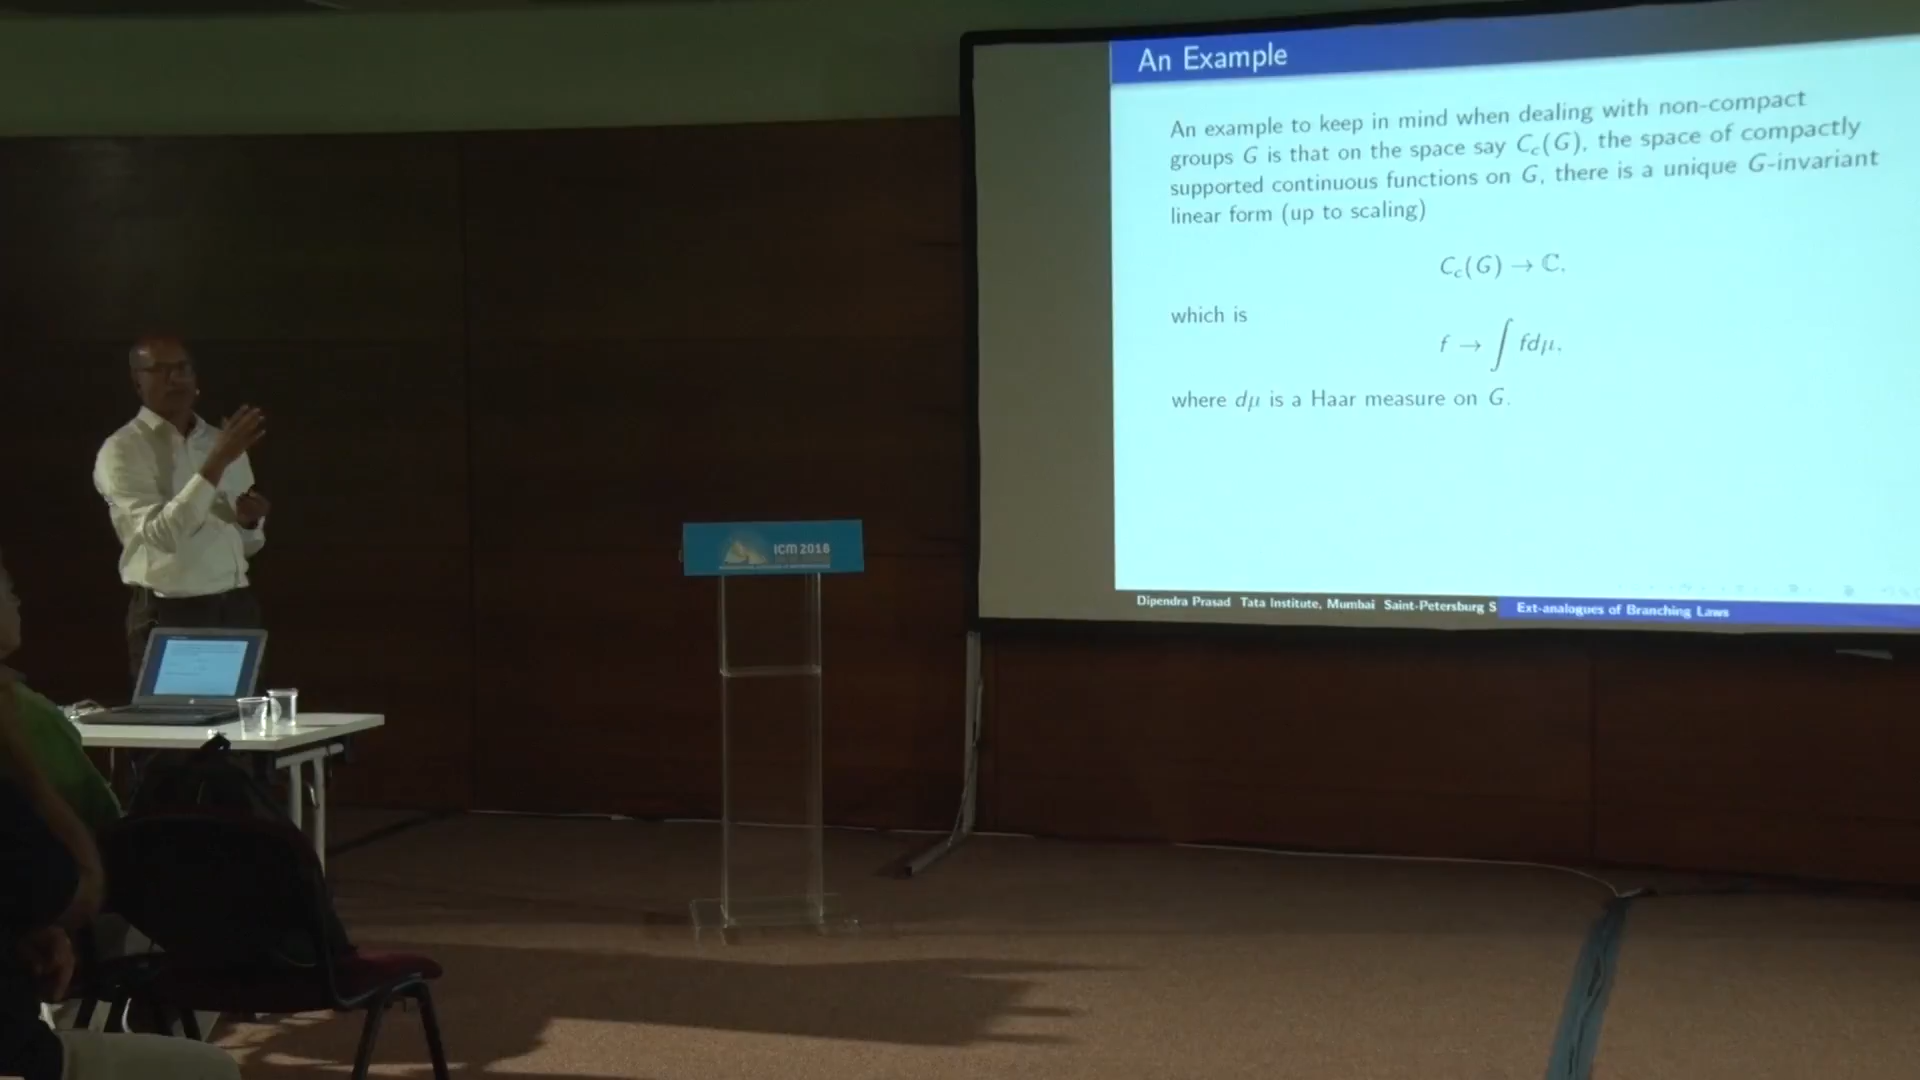 An Example
An example to keep in mind when dealing with non-compact
groups G is that on the space say C_c(G), the space of compactly
supported continuous functions on G, there is a unique G-invariant
linear form (up to scaling)
C_c(G) → ℂ,
which is
f → ∫ fdμ,
where dμ is a Haar measure on G.
Dipendra Prasad Tata Institute, Mumbai Saint-Petersburg S
Ext-analogues of Branching Laws
ICM 2018